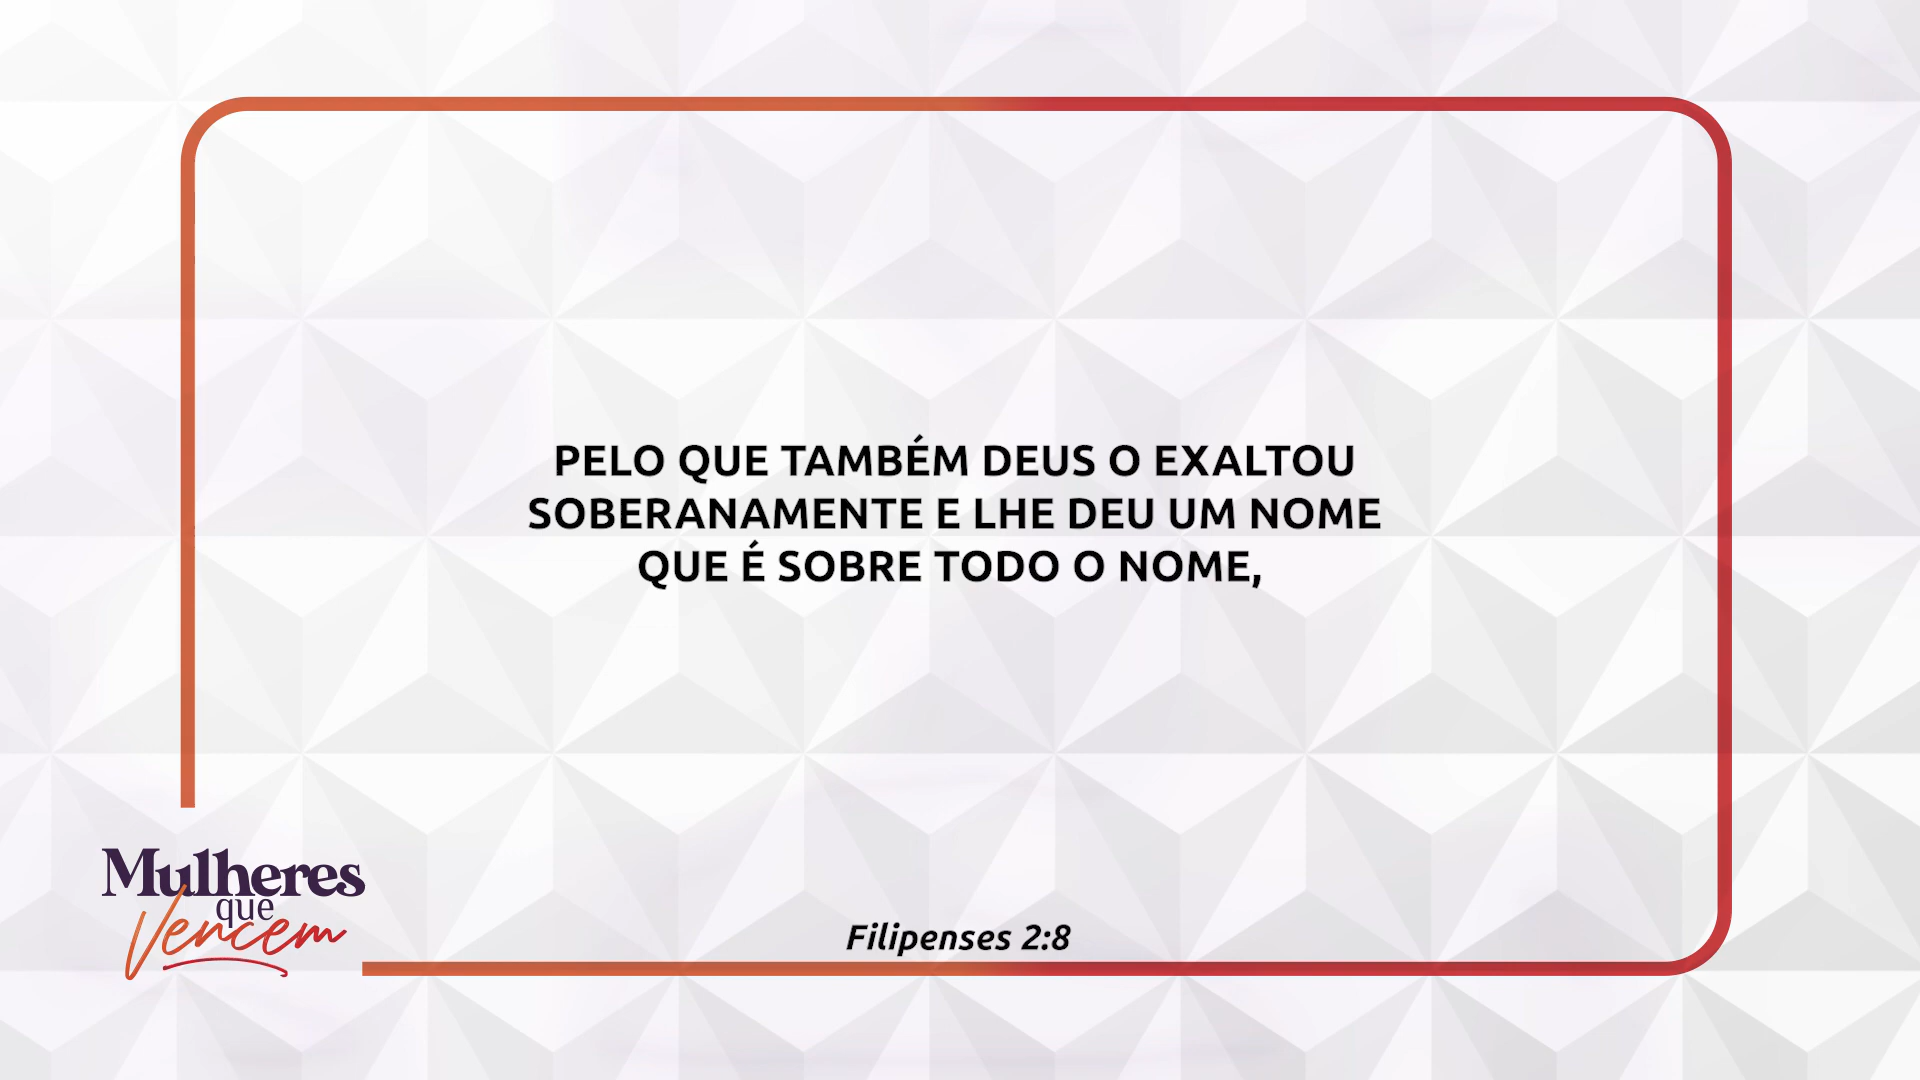 PELO QUE TAMBÉM DEUS O EXALTOU
SOBERANAMENTE E LHE DEU UM NOME
QUE É SOBRE TODO O NOME,
Mulheres
que
Vencem
Filipenses 2:8